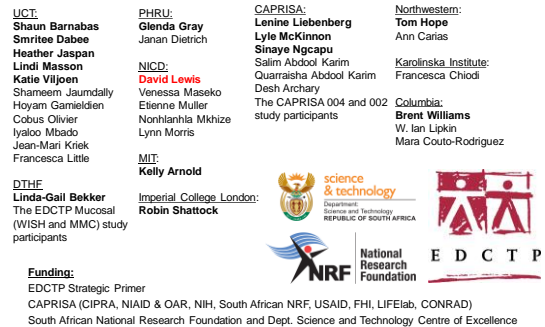 UCT:
Shaun Barnabas
Smritee Dabee
Heather Jaspan
Lindi Masson
Katie Viljoen
Shameem Jaumdally
Hoyam Gamieldien
Cobus Olivier
Iyaloo Mbado
Jean-Mari Kriek
Francesca Little
DTHF
Linda-Gail Bekker
The EDCTP Mucosal
(WISH and MMC) study
participants
PHRU:
Glenda Gray
Janan Dietrich
NICD:
David Lewis
Venessa Maseko
Etienne Muller
Nonhlanhla Mkhize
Lynn Morris
MIT:
Kelly Arnold
Imperial College London:
Robin Shattock
CAPRISA:
Lenine Liebenberg
Lyle McKinnon
Sinaye Ngcapu
Salim Abdool Karim
Quarraisha Abdool Karim
Desh Archary
The CAPRISA 004 and 002
study participants
Northwestern:
Tom Hope
Ann Carias
Karolinska Institute:
Francesca Chiodi
Columbia:
Brent Williams
W. Ian Lipkin
Mara Couto-Rodriguez
science
& technology
Department:
Science and Technology
REPUBLIC OF SOUTH AFRICA
NRF
National
Research
Foundation
EDCTP
Funding:
EDCTP Strategic Primer
CAPRISA (CIPRA, NIAID & OAR, NIH, South African NRF, USAID, FHI, LIFElab, CONRAD)
South African National Research Foundation and Dept. Science and Technology Centre of Excellence